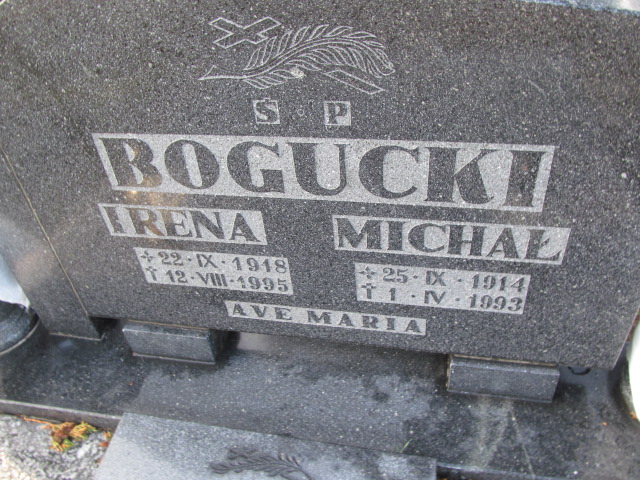 Ś P
BOGUCKI
IRENA
22·IX·1918
12·VIII·1995
MICHAŁ
25·IX·1914
1·IV·1993
AVE MARIA